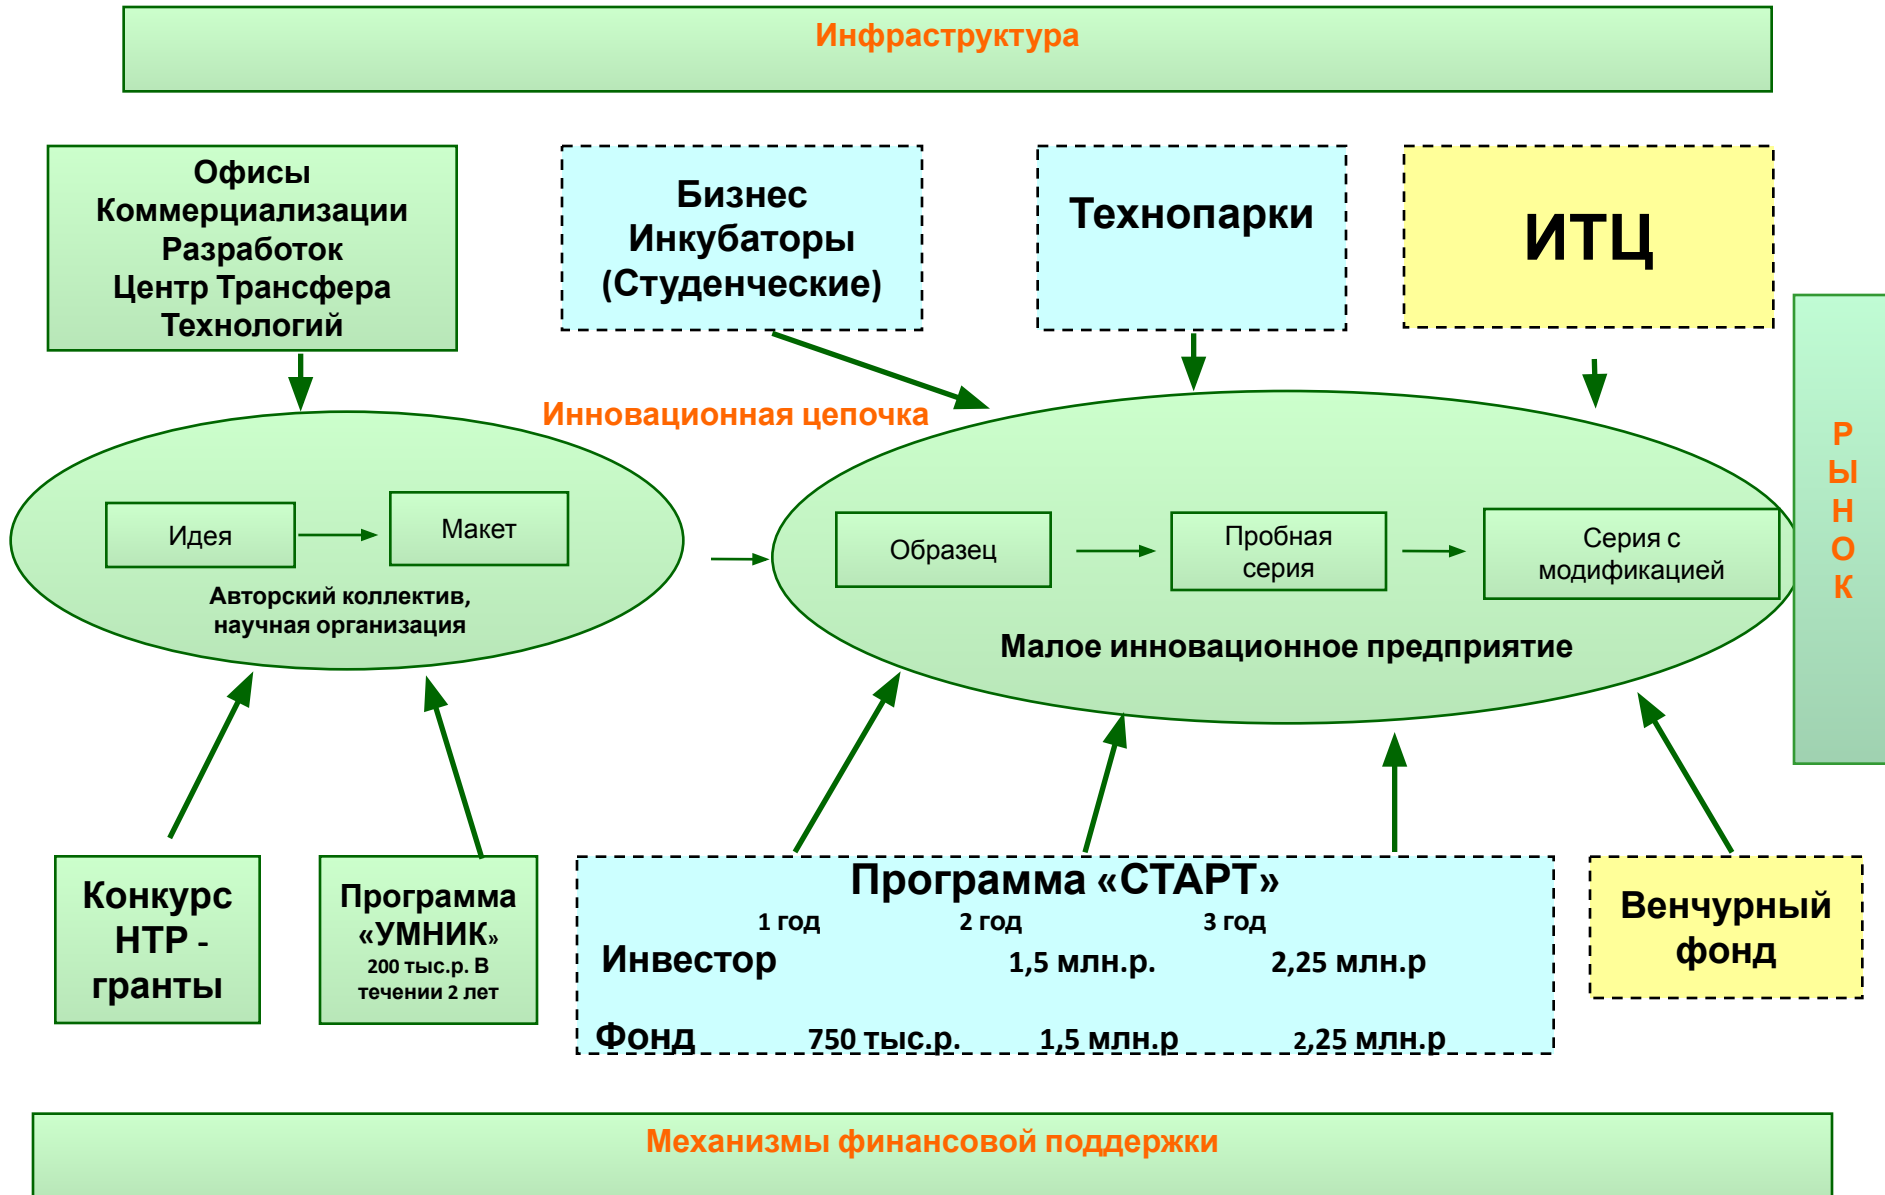 Инфраструктура
Офисы
Коммерциализации
Разработок
Центр Трансфера
Технологий
Бизнес
Инкубаторы
(Студенческие)
Технопарки
ИТЦ
Инновационная цепочка
Идея
Макет
Авторский коллектив,
научная организация
Образец
Пробная
серия
Серия с
модификацией
Малое инновационное предприятие
Р
Ы
Н
О
К
Конкурс
НТР -
гранты
Программа
«УМНИК»
200 тыс.р. В
течении 2 лет
Программа «СТАРТ»
1 год 2 год 3 год
Инвестор 1,5 млн.р. 2,25 млн.р
Фонд 750 тыс.р. 1,5 млн.р 2,25 млн.р
Венчурный
фонд
Механизмы финансовой поддержки